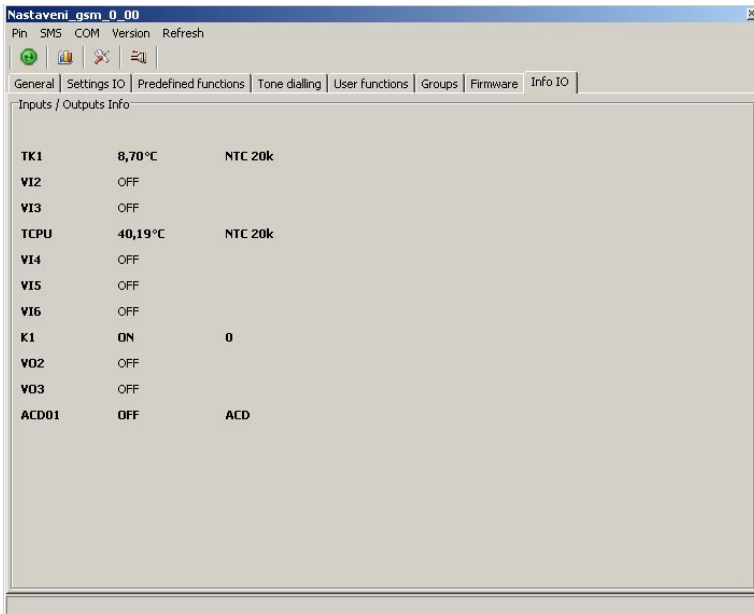 Nastaveni_gsm_0_00
Pin SMS COM Version Refresh
General Settings IO Predefined functions Tone dialling User functions Groups Firmware Info IO
Inputs / Outputs Info
TK1 8,70°C NTC 20k
VI2 OFF
VI3 OFF
TCPU 40,19°C NTC 20k
VI4 OFF
VI5 OFF
VI6 OFF
K1 ON 0
VO2 OFF
VO3 OFF
ACD01 OFF ACD